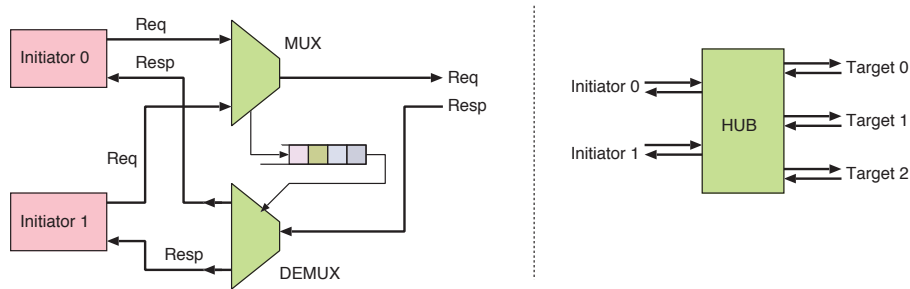 Req
MUX
Initiator 0
Resp
Req
Resp
Req
Initiator 1
Resp
DEMUX
Initiator 0
Initiator 1
HUB
Target 0
Target 1
Target 2